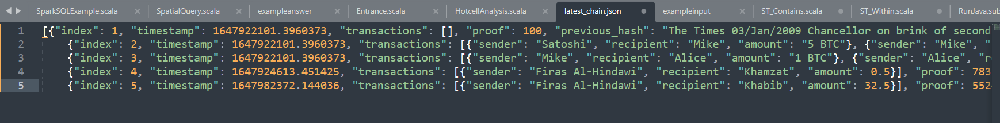 SparkSQLExample.scala SpatialQuery.scala exampleanswer Entrance.scala HotcellAnalysis.scala latest_chain.json exampleinput ST_Contains.scala ST_Within.scala RunJava.sub
1 [{"index": 1, "timestamp": 1647922101.3960373, "transactions": [], "proof": 100, "previous_hash": "The Times 03/Jan/2009 Chancellor on brink of second
2 {"index": 2, "timestamp": 1647922101.3960373, "transactions": [{"sender": "Satoshi", "recipient": "Mike", "amount": "5 BTC"}, {"sender": "Mike", "
3 {"index": 3, "timestamp": 1647922101.3960373, "transactions": [{"sender": "Mike", "recipient": "Alice", "amount": "1 BTC"}, {"sender": "Alice", "r
4 {"index": 4, "timestamp": 1647924613.451425, "transactions": [{"sender": "Firas Al-Hindawi", "recipient": "Khamzat", "amount": 0.5}], "proof": 783
5 {"index": 5, "timestamp": 1647982372.144036, "transactions": [{"sender": "Firas Al-Hindawi", "recipient": "Khabib", "amount": 32.5}], "proof": 552